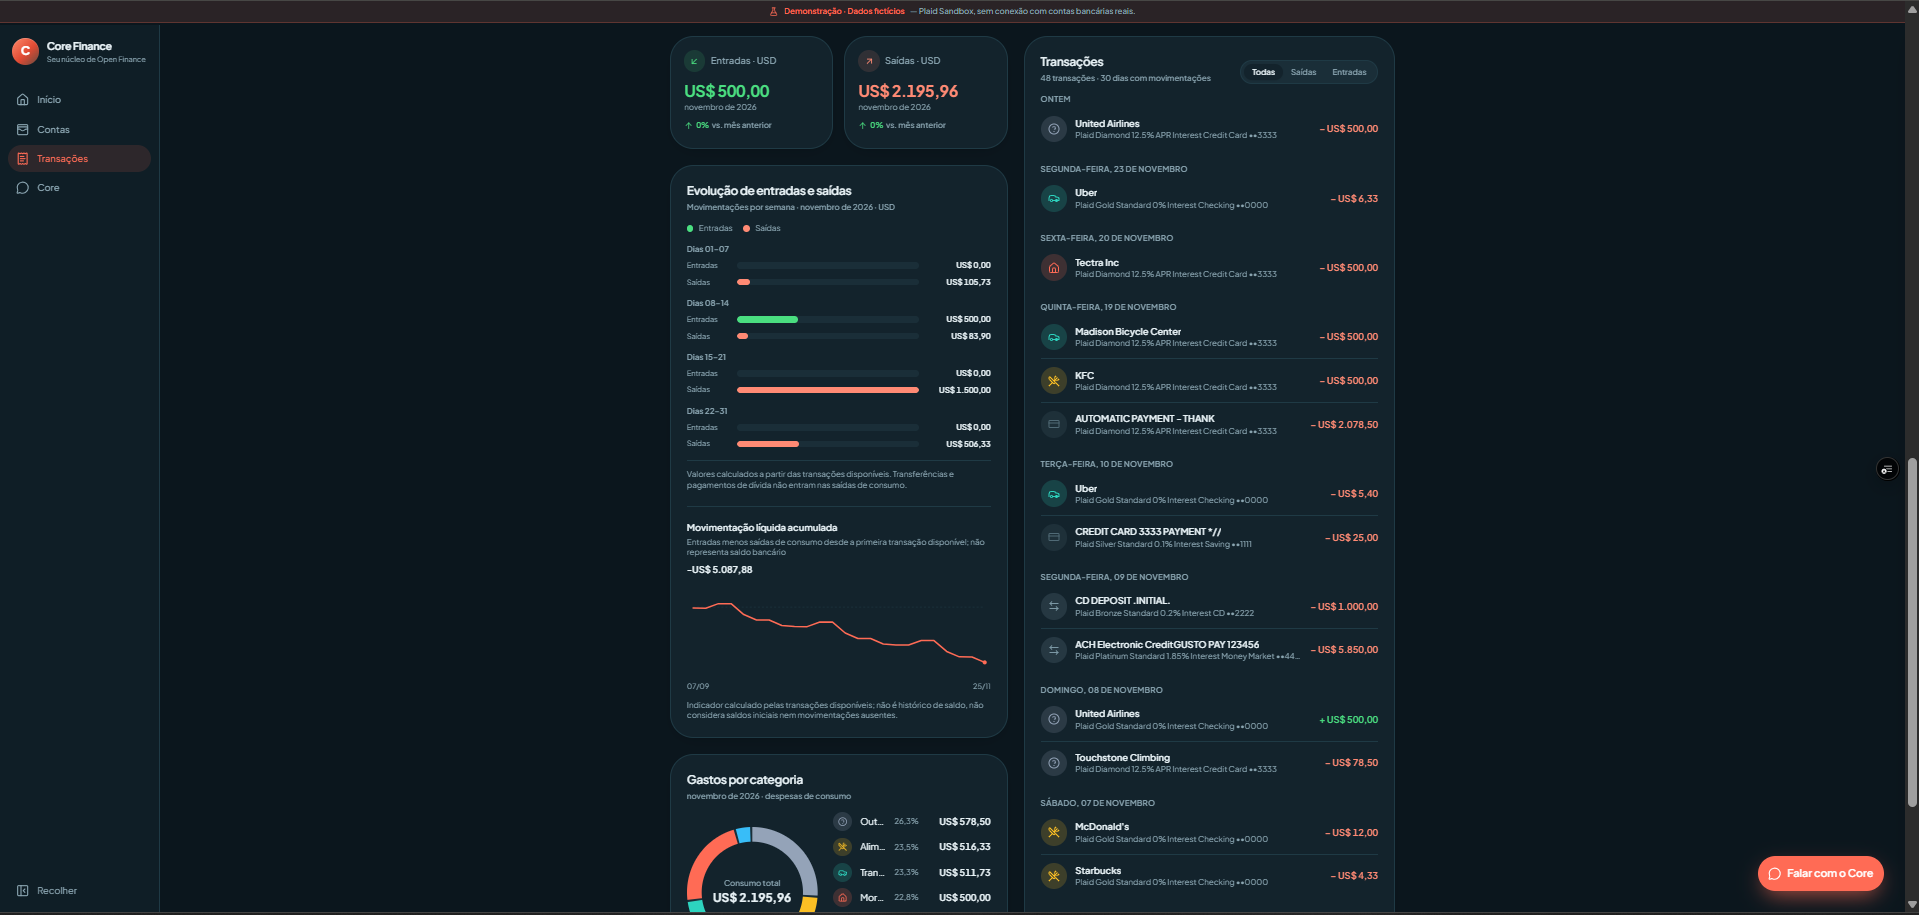 Demonstração · Dados fictícios — Plaid Sandbox, sem conexão com contas bancárias reais.
C
Core Finance
Seu núcleo de Open Finance
Início
Contas
Transações
Core
Recolher
Entradas · USD
US$ 500,00
novembro de 2026
↑ 0% vs. mês anterior
Saídas · USD
US$ 2.195,96
novembro de 2026
↑ 0% vs. mês anterior
Evolução de entradas e saídas
Movimentações por semana · novembro de 2026 · USD
Entradas Saídas
Dias 01–07
Entradas US$ 0,00
Saídas US$ 105,73
Dias 08–14
Entradas US$ 500,00
Saídas US$ 83,90
Dias 15–21
Entradas US$ 0,00
Saídas US$ 1.500,00
Dias 22–31
Entradas US$ 0,00
Saídas US$ 506,33
Valores calculados a partir das transações disponíveis. Transferências e
pagamentos de dívida não entram nas saídas de consumo.
Movimentação líquida acumulada
Entradas menos saídas de consumo desde a primeira transação disponível; não
representa saldo bancário
-US$ 5.087,88
07/09 25/11
Indicador calculado pelas transações disponíveis; não é histórico de saldo, não
considera saldos iniciais nem movimentações ausentes.
Gastos por categoria
novembro de 2026 · despesas de consumo
Consumo total
US$ 2.195,96
Out... 26,3% US$ 578,50
Alim... 23,5% US$ 516,33
Tran... 23,3% US$ 511,73
Mor... 22,8% US$ 500,00
Transações
48 transações · 30 dias com movimentações
Todas Saídas Entradas
ONTEM
United Airlines
Plaid Diamond 12.5% APR Interest Credit Card ••3333
– US$ 500,00
SEGUNDA-FEIRA, 23 DE NOVEMBRO
Uber
Plaid Gold Standard 0% Interest Checking ••0000
– US$ 6,33
SEXTA-FEIRA, 20 DE NOVEMBRO
Tectra Inc
Plaid Diamond 12.5% APR Interest Credit Card ••3333
– US$ 500,00
QUINTA-FEIRA, 19 DE NOVEMBRO
Madison Bicycle Center
Plaid Diamond 12.5% APR Interest Credit Card ••3333
– US$ 500,00
KFC
Plaid Diamond 12.5% APR Interest Credit Card ••3333
– US$ 500,00
AUTOMATIC PAYMENT - THANK
Plaid Diamond 12.5% APR Interest Credit Card ••3333
– US$ 2.078,50
TERÇA-FEIRA, 10 DE NOVEMBRO
Uber
Plaid Gold Standard 0% Interest Checking ••0000
– US$ 5,40
CREDIT CARD 3333 PAYMENT *//
Plaid Silver Standard 0.1% Interest Saving ••1111
– US$ 25,00
SEGUNDA-FEIRA, 09 DE NOVEMBRO
CD DEPOSIT .INITIAL.
Plaid Bronze Standard 0.2% Interest CD ••2222
– US$ 1.000,00
ACH Electronic CreditGUSTO PAY 123456
Plaid Platinum Standard 1.85% Interest Money Market ••44...
– US$ 5.850,00
DOMINGO, 08 DE NOVEMBRO
United Airlines
Plaid Gold Standard 0% Interest Checking ••0000
+ US$ 500,00
Touchstone Climbing
Plaid Diamond 12.5% APR Interest Credit Card ••3333
– US$ 78,50
SÁBADO, 07 DE NOVEMBRO
McDonald's
Plaid Gold Standard 0% Interest Checking ••0000
– US$ 12,00
Starbucks
Plaid Gold Standard 0% Interest Checking ••0000
– US$ 4,33
Falar com o Core